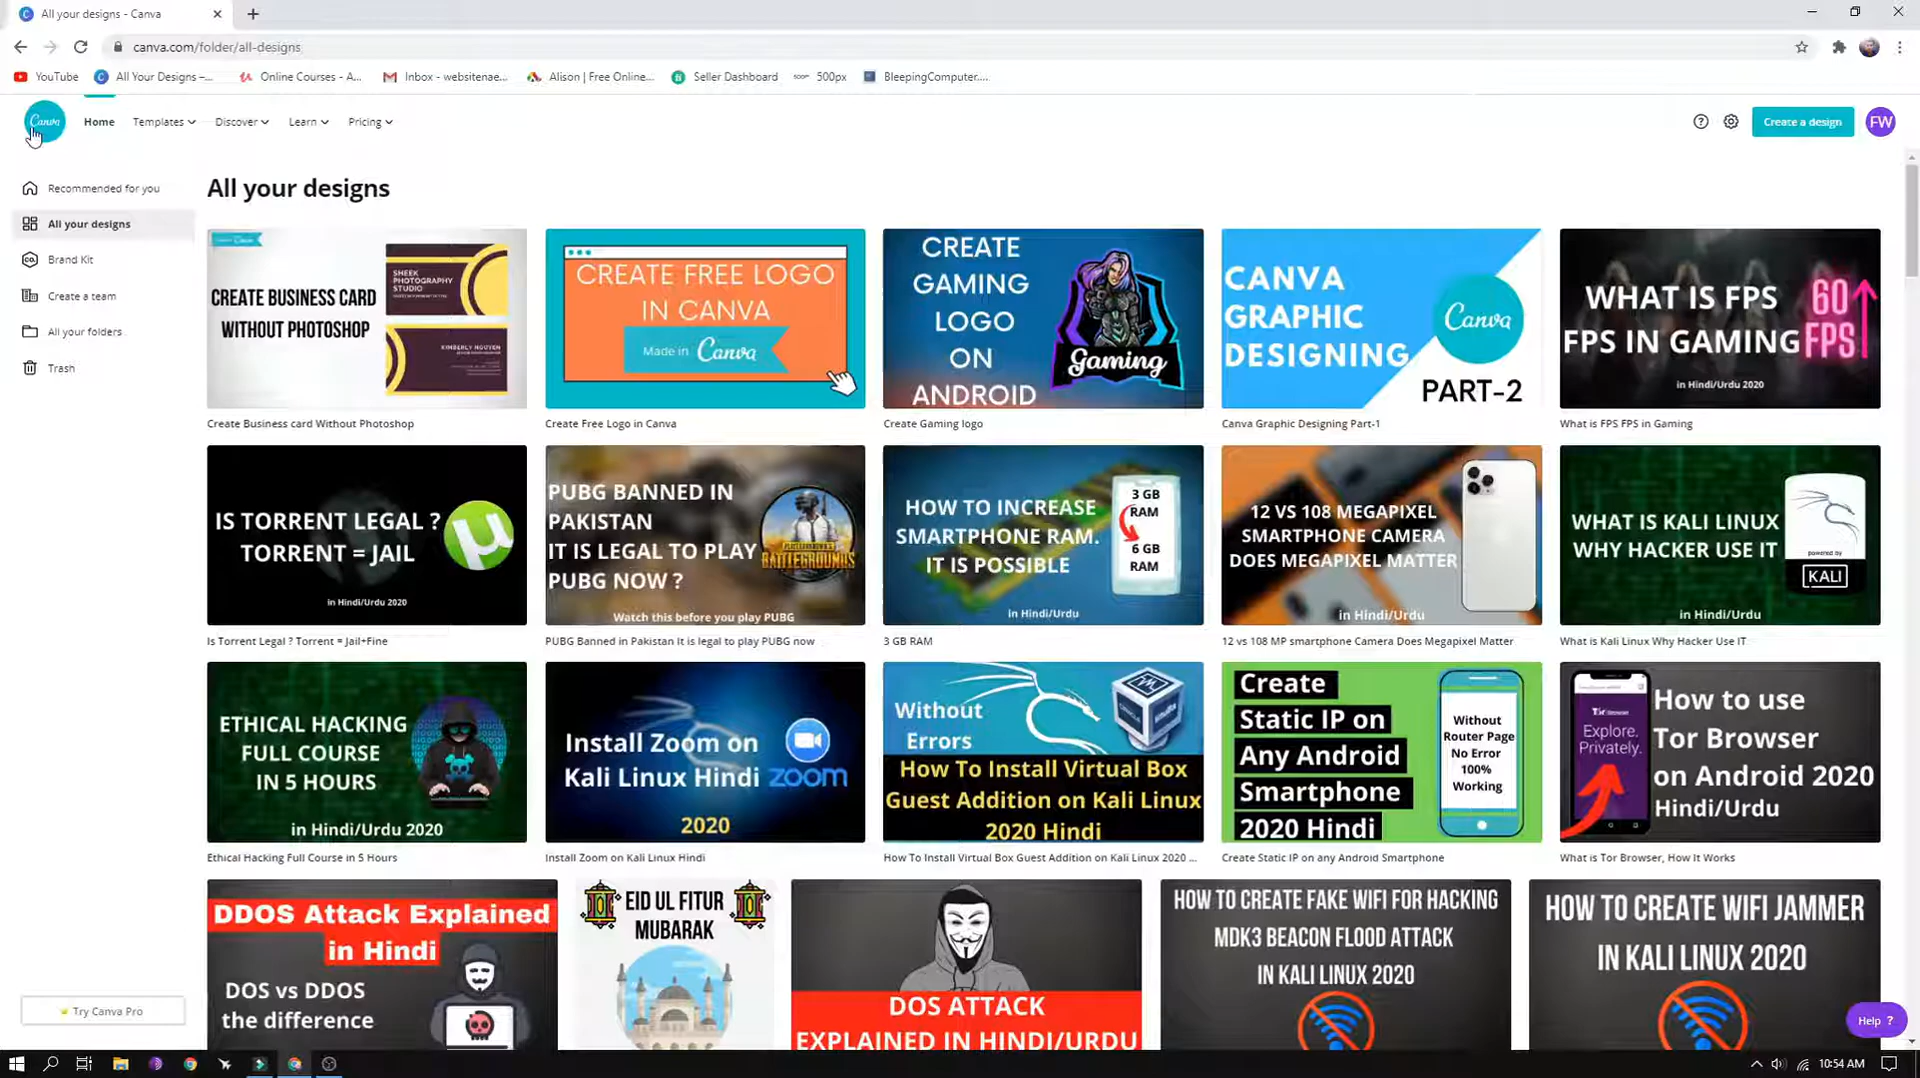 All your designs - Canva
canva.com/folder/all-designs
YouTube
All Your Designs –...
Online Courses - A...
Inbox - websitenae...
Alison | Free Online...
Seller Dashboard
500px
BleepingComputer....
Canva
Home
Templates
Discover
Learn
Pricing
Create a design
FW
Recommended for you
All your designs
Brand Kit
Create a team
All your folders
Trash
Try Canva Pro
All your designs
CREATE BUSINESS CARD
WITHOUT PHOTOSHOP
SHEEK
PHOTOGRAPHY
STUDIO
KIMBERLY NGUYEN
Create Business card Without Photoshop
CREATE FREE LOGO
IN CANVA
Made in Canva
Create Free Logo in Canva
CREATE
GAMING
LOGO
ON
ANDROID
Gaming
Create Gaming logo
CANVA
GRAPHIC
DESIGNING
Canva
PART-2
Canva Graphic Designing Part-1
WHAT IS FPS
FPS IN GAMING
60
FPS
in Hindi/Urdu 2020
What is FPS FPS in Gaming
IS TORRENT LEGAL ?
TORRENT = JAIL
in Hindi/Urdu 2020
Is Torrent Legal ? Torrent = Jail+Fine
PUBG BANNED IN
PAKISTAN
IT IS LEGAL TO PLAY
PUBG NOW ?
BATTLEGROUNDS
Watch this before you play PUBG
PUBG Banned in Pakistan It is legal to play PUBG now
HOW TO INCREASE
SMARTPHONE RAM.
IT IS POSSIBLE
3 GB
RAM
6 GB
RAM
in Hindi/Urdu
3 GB RAM
12 VS 108 MEGAPIXEL
SMARTPHONE CAMERA
DOES MEGAPIXEL MATTER
in Hindi/Urdu
12 vs 108 MP smartphone Camera Does Megapixel Matter
WHAT IS KALI LINUX
WHY HACKER USE IT
powered by
KALI
in Hindi/Urdu
What is Kali Linux Why Hacker Use IT
ETHICAL HACKING
FULL COURSE
IN 5 HOURS
in Hindi/Urdu 2020
Ethical Hacking Full Course in 5 Hours
Install Zoom on
Kali Linux Hindi
zoom
2020
Install Zoom on Kali Linux Hindi
Without
Errors
How To Install Virtual Box
Guest Addition on Kali Linux
2020 Hindi
How To Install Virtual Box Guest Addition on Kali Linux 2020 ...
Create
Static IP on
Any Android
Smartphone
2020 Hindi
Without
Router Page
No Error
100%
Working
Create Static IP on any Android Smartphone
Explore.
Privately.
How to use
Tor Browser
on Android 2020
Hindi/Urdu
What is Tor Browser, How It Works
DDOS Attack Explained
in Hindi
DOS vs DDOS
the difference
EID UL FITUR
MUBARAK
DOS ATTACK
EXPLAINED IN HINDI/URDU
HOW TO CREATE FAKE WIFI FOR HACKING
MDK3 BEACON FLOOD ATTACK
IN KALI LINUX 2020
HOW TO CREATE WIFI JAMMER
IN KALI LINUX 2020
Help ?
10:54 AM